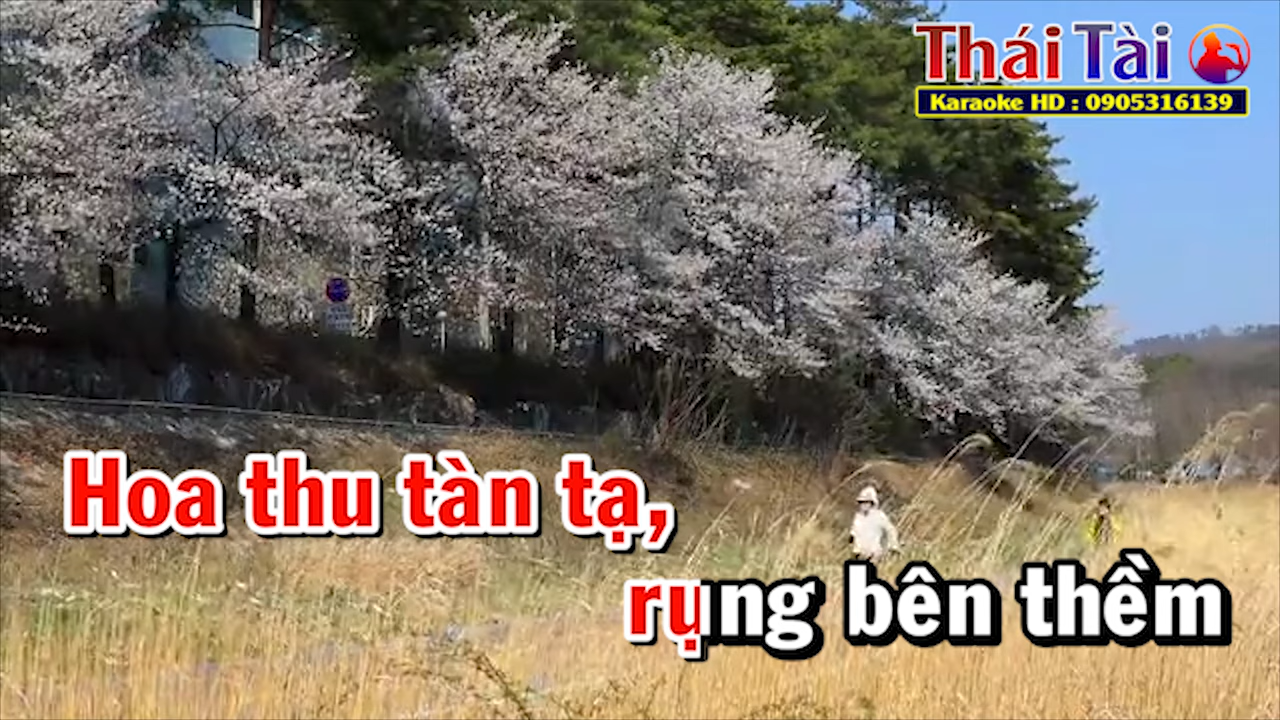 Thái Tài
Karaoke HD : 0905316139
Hoa thu tàn tạ,
rụng bên thềm